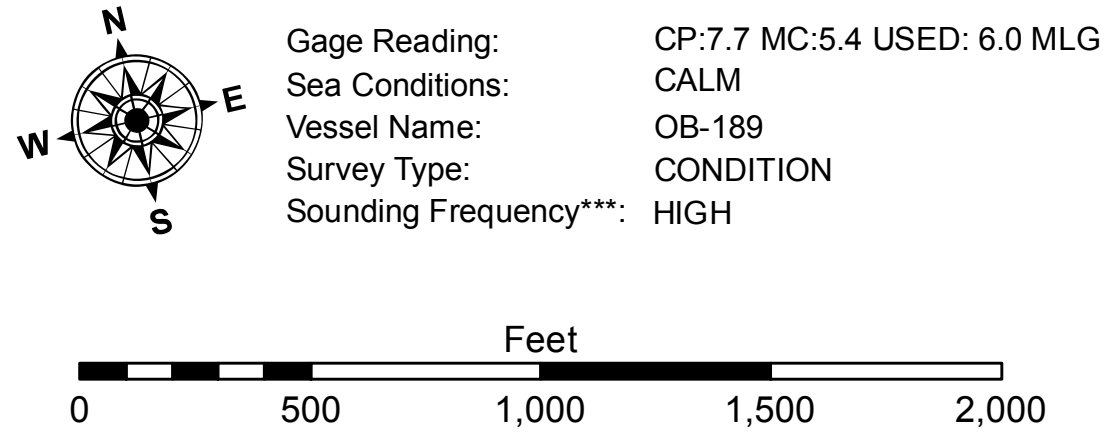 N
E
W
S
Gage Reading: CP:7.7 MC:5.4 USED: 6.0 MLG
Sea Conditions: CALM
Vessel Name: OB-189
Survey Type: CONDITION
Sounding Frequency***: HIGH
Feet
0 500 1,000 1,500 2,000